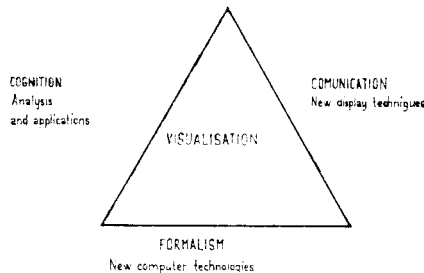 COGNITION
Analysis
and applications
COMUNICATION
New display techniques
VISUALISATION
FORMALISM
New computer technologies